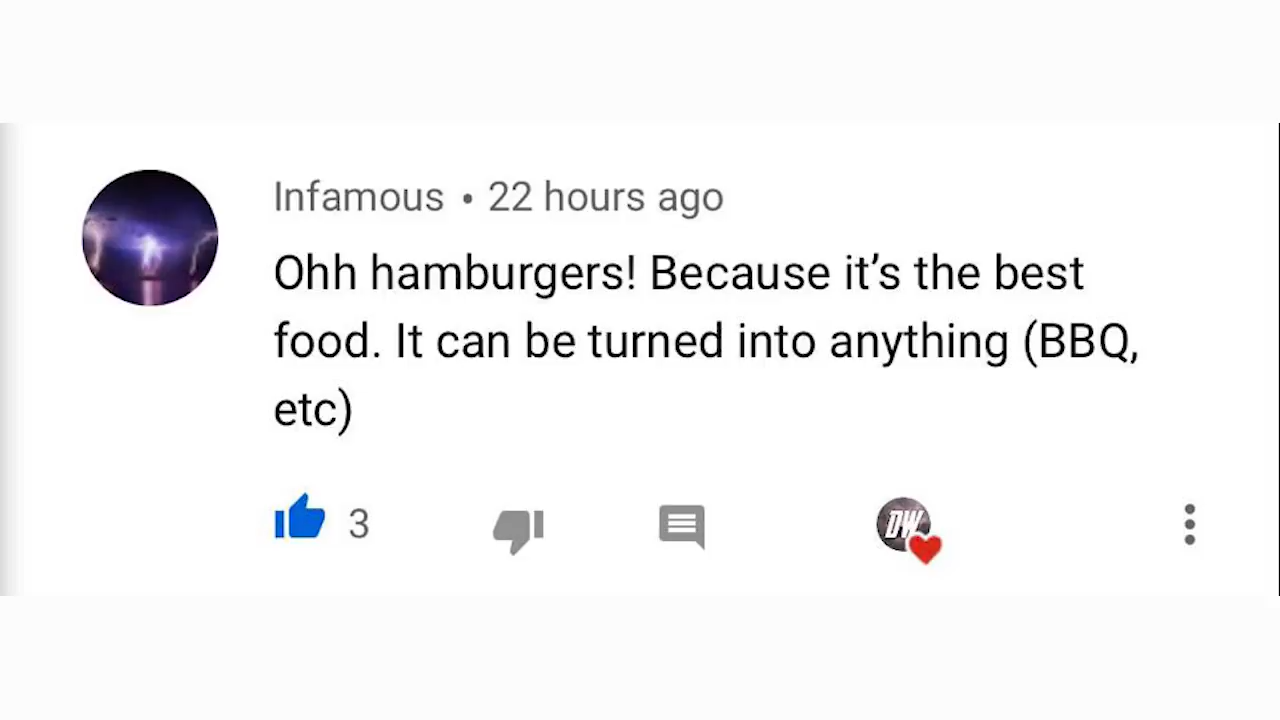 Infamous • 22 hours ago
Ohh hamburgers! Because it’s the best
food. It can be turned into anything (BBQ,
etc)
3
DW